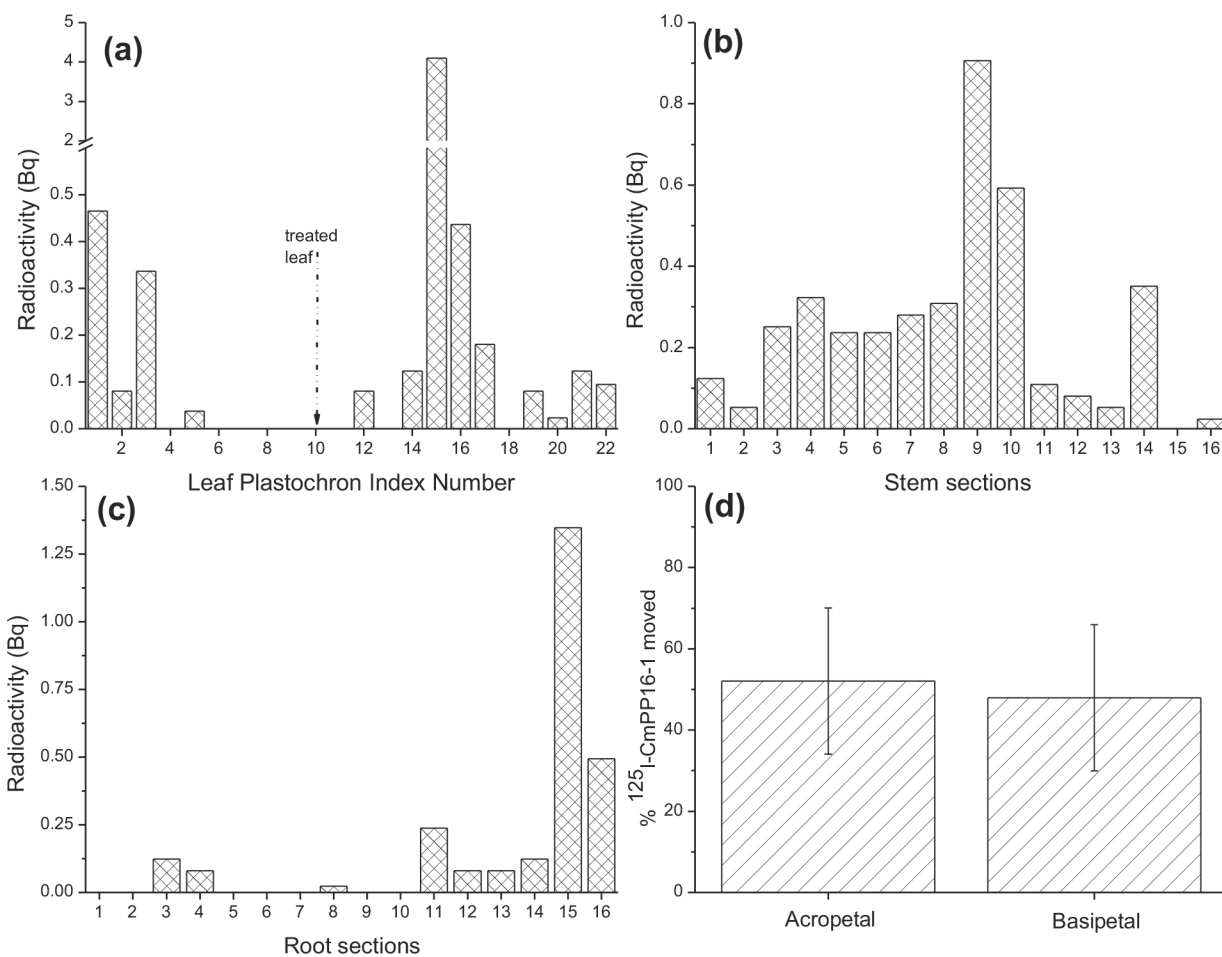 (a)
5
4
3
2
0.5
0.4
0.3
0.2
0.1
0.0
Radioactivity (Bq)
treated
leaf
2 4 6 8 10 12 14 16 18 20 22
Leaf Plastochron Index Number
(b)
1.0
0.8
0.6
0.4
0.2
0.0
Radioactivity (Bq)
1 2 3 4 5 6 7 8 9 10 11 12 13 14 15 16
Stem sections
(c)
1.50
1.25
1.00
0.75
0.50
0.25
0.00
Radioactivity (Bq)
1 2 3 4 5 6 7 8 9 10 11 12 13 14 15 16
Root sections
(d)
100
80
60
40
20
0
% 125I-CmPP16-1 moved
Acropetal Basipetal